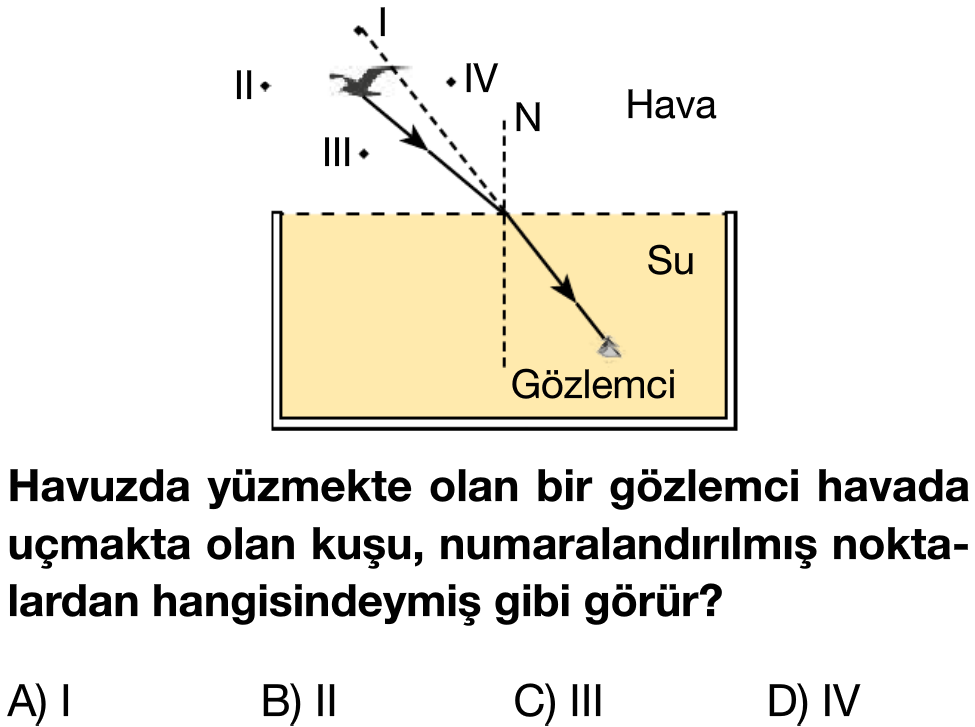 I
II
IV
N
Hava
III
Su
Gözlemci
Havuzda yüzmekte olan bir gözlemci havada
uçmakta olan kuşu, numaralandırılmış nokta-
lardan hangisindeymiş gibi görür?
A) I B) II C) III D) IV